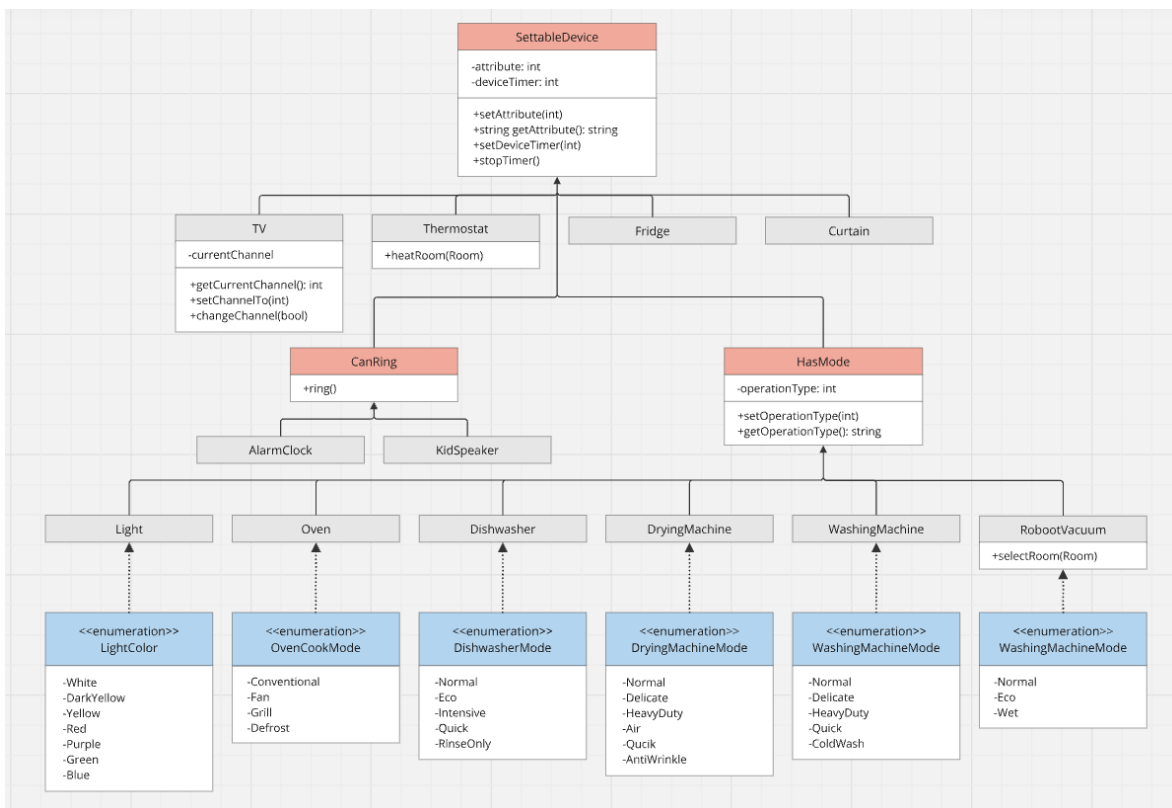 SettableDevice
-attribute: int
-deviceTimer: int
+setAttribute(int)
+string getAttribute(): string
+setDeviceTimer(int)
+stopTimer()
TV
-currentChannel
+getCurrentChannel(): int
+setChannelTo(int)
+changeChannel(bool)
Thermostat
+heatRoom(Room)
Fridge
Curtain
CanRing
+ring()
HasMode
-operationType: int
+setOperationType(int)
+getOperationType(): string
AlarmClock
KidSpeaker
Light
Oven
Dishwasher
DryingMachine
WashingMachine
RobootVacuum
+selectRoom(Room)
<<enumeration>>
LightColor
-White
-DarkYellow
-Yellow
-Red
-Purple
-Green
-Blue
<<enumeration>>
OvenCookMode
-Conventional
-Fan
-Grill
-Defrost
<<enumeration>>
DishwasherMode
-Normal
-Eco
-Intensive
-Quick
-RinseOnly
<<enumeration>>
DryingMachineMode
-Normal
-Delicate
-HeavyDuty
-Air
-Qucik
-AntiWrinkle
<<enumeration>>
WashingMachineMode
-Normal
-Delicate
-HeavyDuty
-Quick
-ColdWash
<<enumeration>>
WashingMachineMode
-Normal
-Eco
-Wet